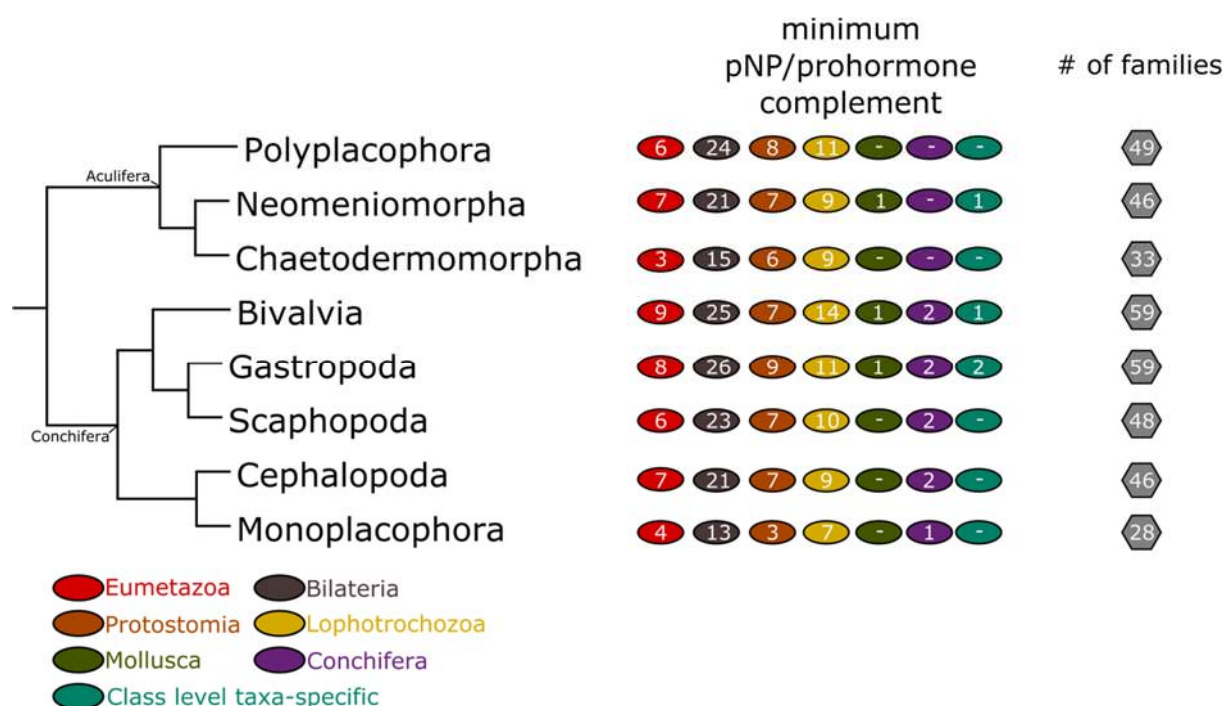 minimum
pNP/prohormone
complement
# of families
Polyplacophora 6 24 8 11 - - - 49
Aculifera
Neomeniomorpha 7 21 7 9 1 - 1 46
Chaetodermomorpha 3 15 6 9 - - - 33
Bivalvia 9 25 7 14 1 2 1 59
Gastropoda 8 26 9 11 1 2 2 59
Scaphopoda 6 23 7 10 - 2 - 48
Conchifera
Cephalopoda 7 21 7 9 - 2 - 46
Monoplacophora 4 13 3 7 - 1 - 28
Eumetazoa Bilateria
Protostomia Lophotrochozoa
Mollusca Conchifera
Class level taxa-specific